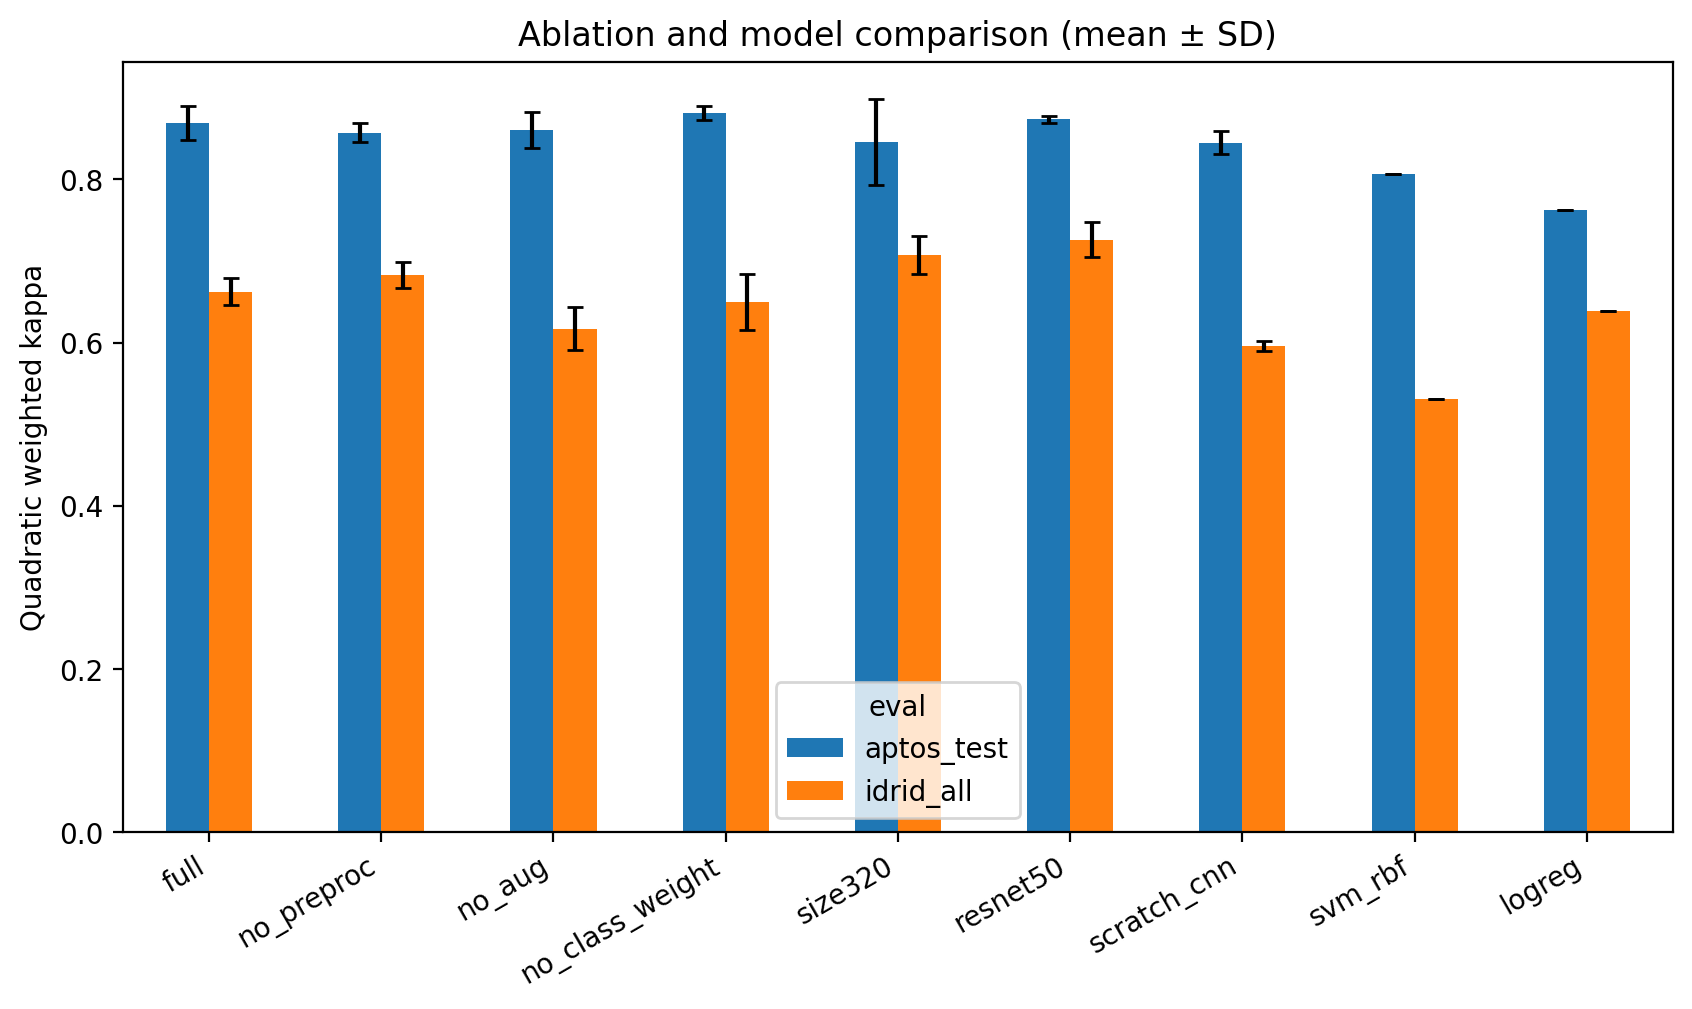 Ablation and model comparison (mean ± SD)
Quadratic weighted kappa
0.8
0.6
0.4
0.2
0.0
eval
aptos_test
idrid_all
full
no_preproc
no_aug
no_class_weight
size320
resnet50
scratch_cnn
svm_rbf
logreg